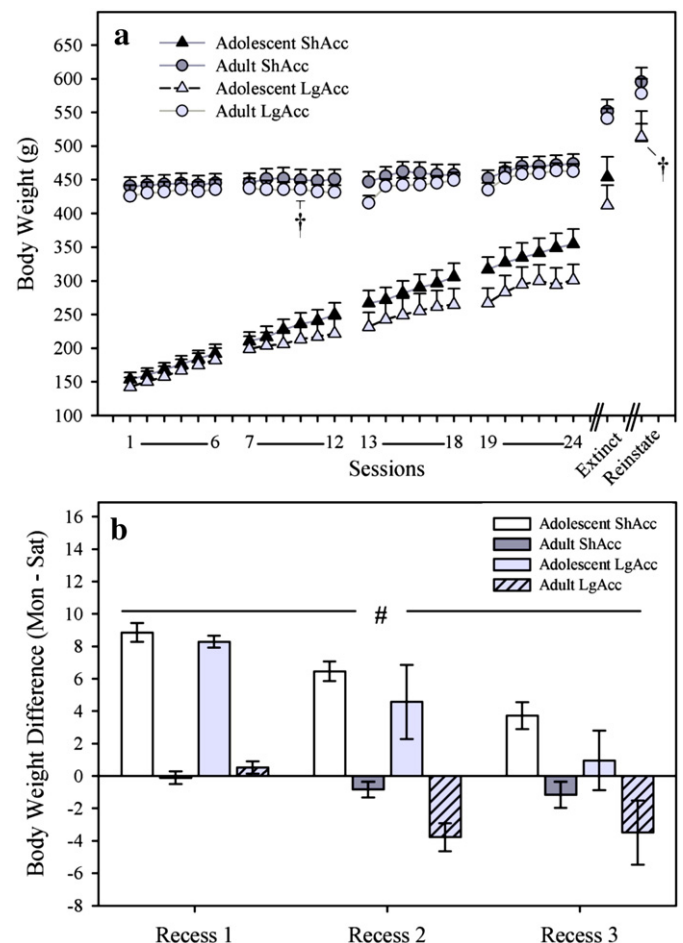 a
Adolescent ShAcc
Adult ShAcc
Adolescent LgAcc
Adult LgAcc
Body Weight (g)
650
600
550
500
450
400
350
300
250
200
150
100
†
†
1 6 7 12 13 18 19 24 Extinct Reinstate
Sessions
b
Adolescent ShAcc
Adult ShAcc
Adolescent LgAcc
Adult LgAcc
Body Weight Difference (Mon - Sat)
16
14
12
10
8
6
4
2
0
-2
-4
-6
-8
#
Recess 1 Recess 2 Recess 3